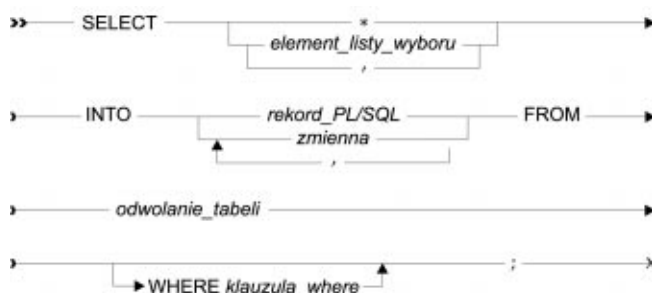 SELECT *
element_listy_wyboru
,
INTO rekord_PL/SQL FROM
zmienna
,
odwolanie_tabeli
WHERE klauzula_where ;